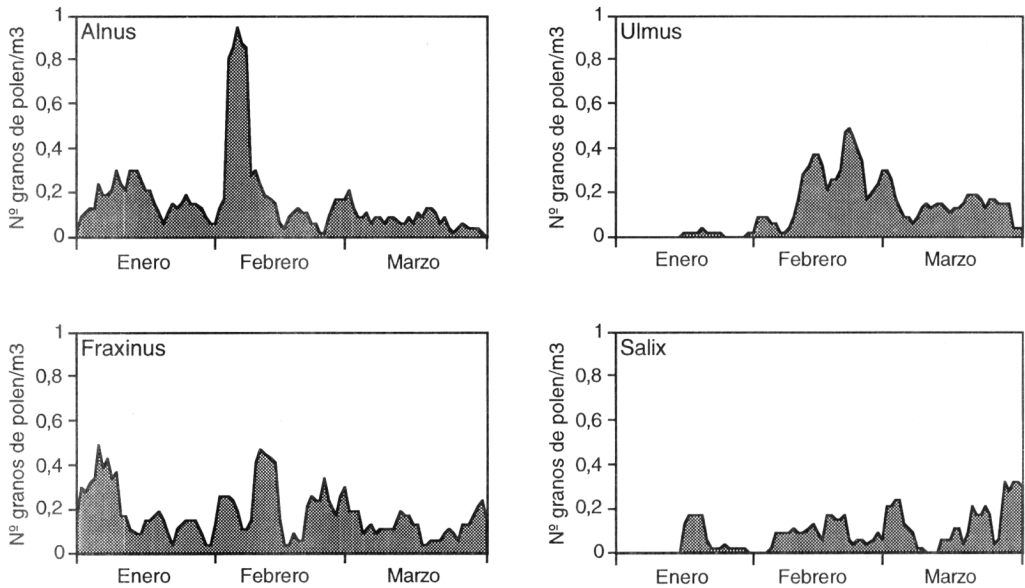 Alnus
Nº granos de polen/m3
1
0,8
0,6
0,4
0,2
0
Enero Febrero Marzo
Ulmus
Nº granos de polen/m3
1
0,8
0,6
0,4
0,2
0
Enero Febrero Marzo
Fraxinus
Nº granos de polen/m3
1
0,8
0,6
0,4
0,2
0
Enero Febrero Marzo
Salix
Nº granos de polen/m3
1
0,8
0,6
0,4
0,2
0
Enero Febrero Marzo